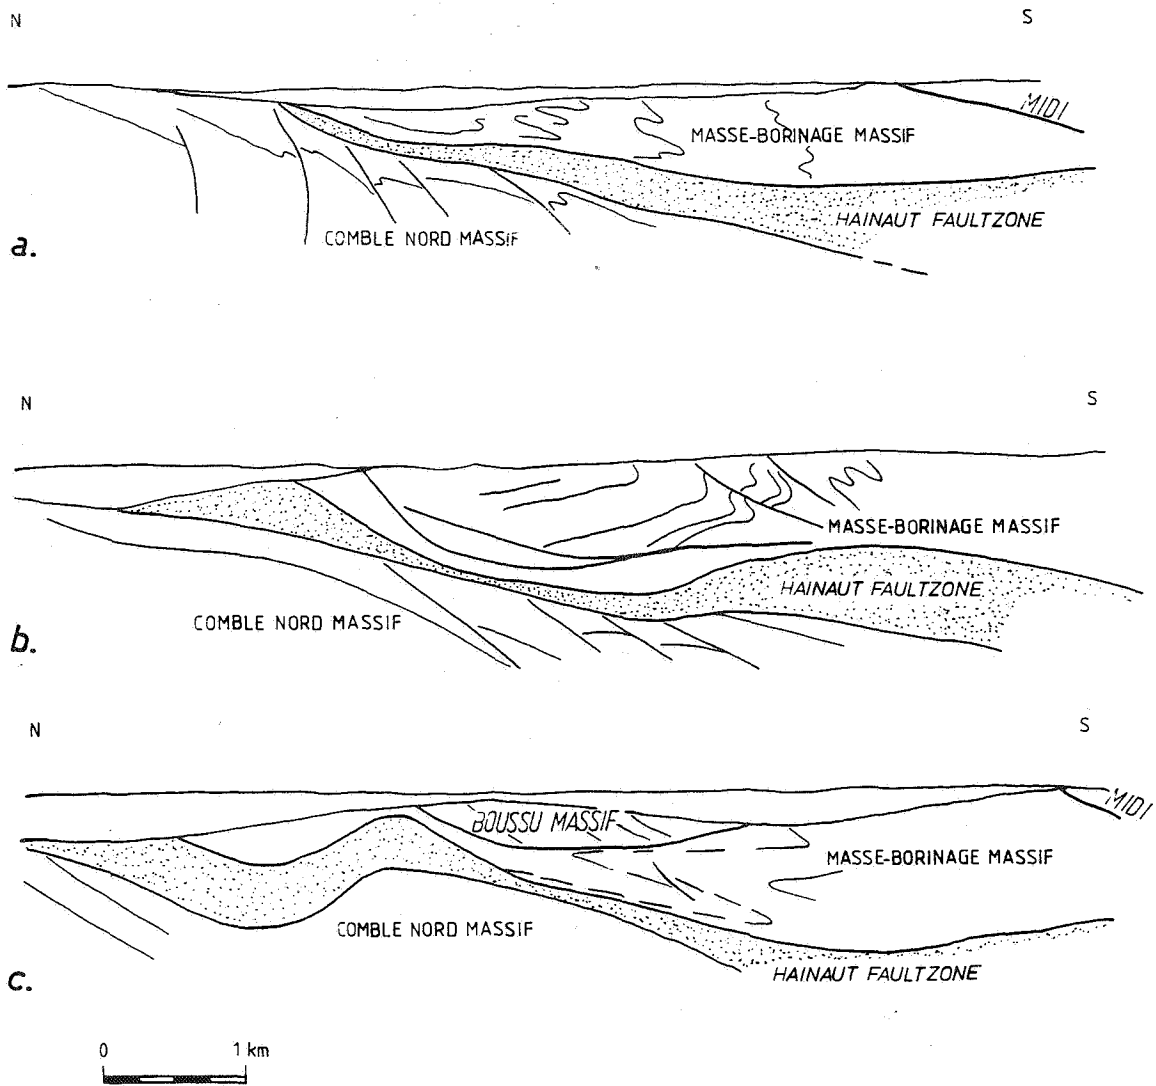 N S
MIDI
MASSE-BORINAGE MASSIF
HAINAUT FAULTZONE
COMBLE NORD MASSIF
a.
N S
MASSE-BORINAGE MASSIF
HAINAUT FAULTZONE
COMBLE NORD MASSIF
b.
N S
MIDI
BOUSSU MASSIF
MASSE-BORINAGE MASSIF
COMBLE NORD MASSIF
HAINAUT FAULTZONE
c.
0 1 km